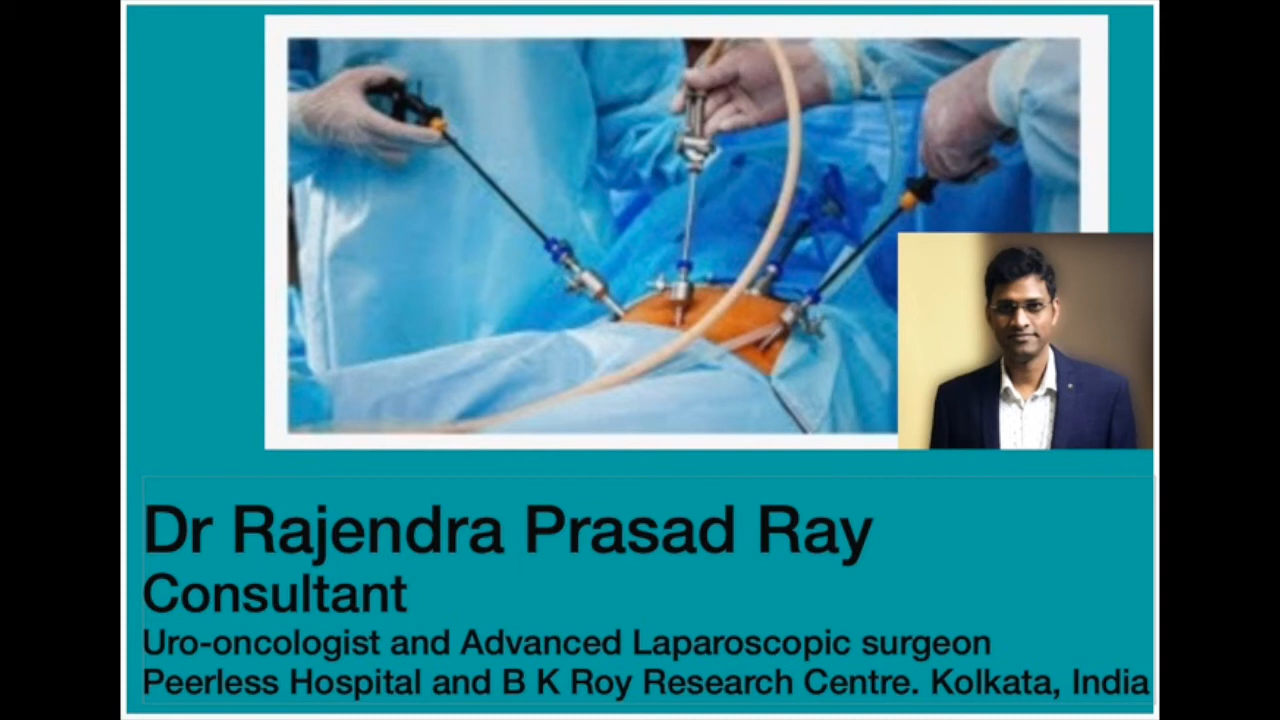 Dr Rajendra Prasad Ray
Consultant
Uro-oncologist and Advanced Laparoscopic surgeon
Peerless Hospital and B K Roy Research Centre. Kolkata, India